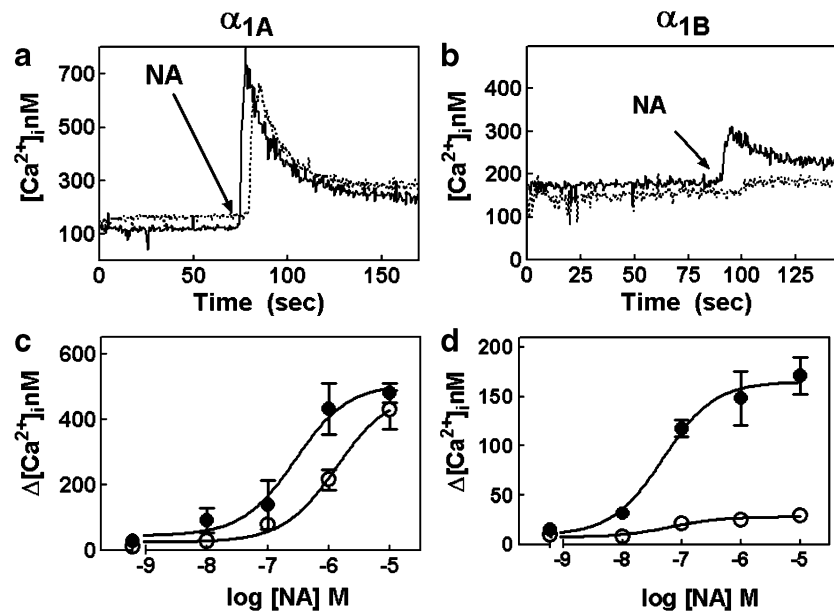 α1A
α1B
a
b
700
500
300
100
[Ca2+]i nM
NA
0
50
100
150
Time (sec)
500
400
300
200
100
0
[Ca2+]i nM
NA
0
25
50
75
100
125
Time (sec)
c
d
600
400
200
0
Δ[Ca2+]i nM
-9
-8
-7
-6
-5
log [NA] M
200
150
100
50
0
Δ[Ca2+]i nM
-9
-8
-7
-6
-5
log [NA] M